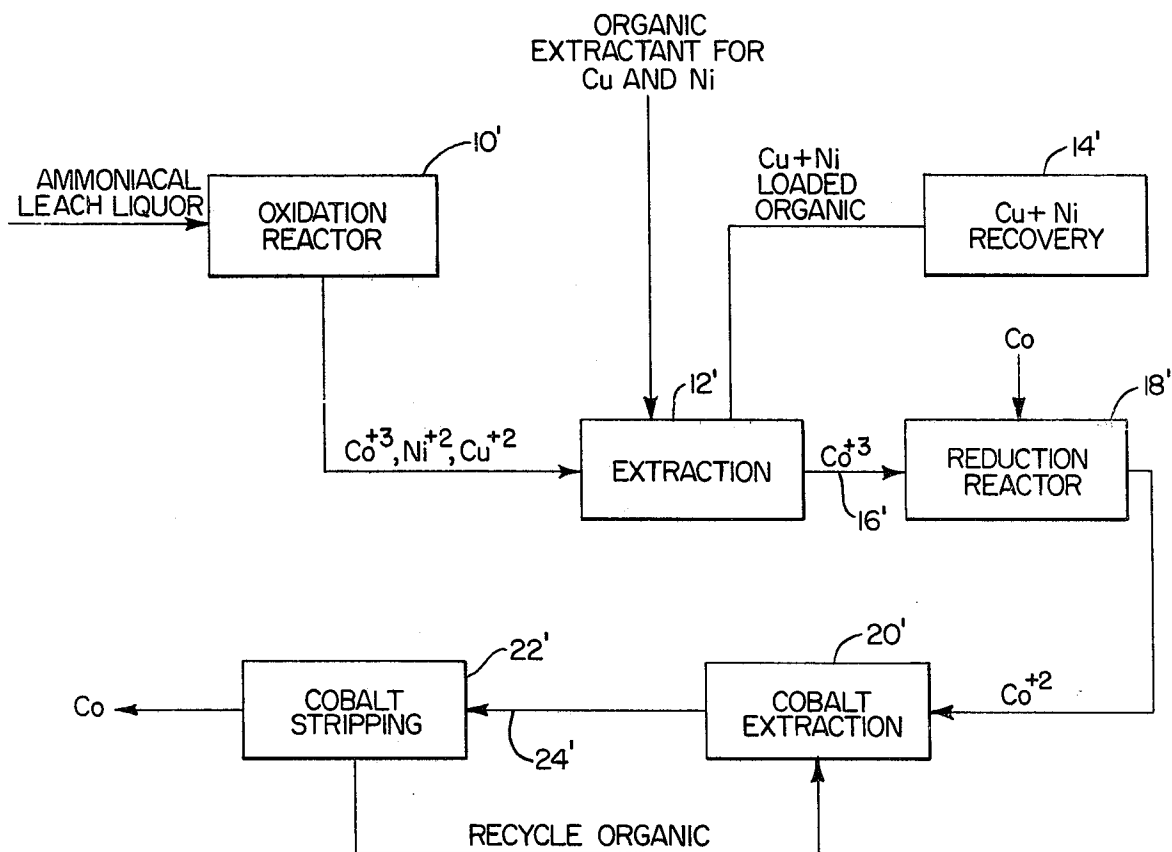 ORGANIC
EXTRACTANT FOR
Cu AND Ni
10'
AMMONIACAL
LEACH LIQUOR
OXIDATION
REACTOR
Cu+Ni
LOADED
ORGANIC
14'
Cu+Ni
RECOVERY
Co
12'
18'
Co+3, Ni+2, Cu+2
EXTRACTION
Co+3
16'
REDUCTION
REACTOR
22'
20'
Co
COBALT
STRIPPING
24'
COBALT
EXTRACTION
Co+2
RECYCLE ORGANIC